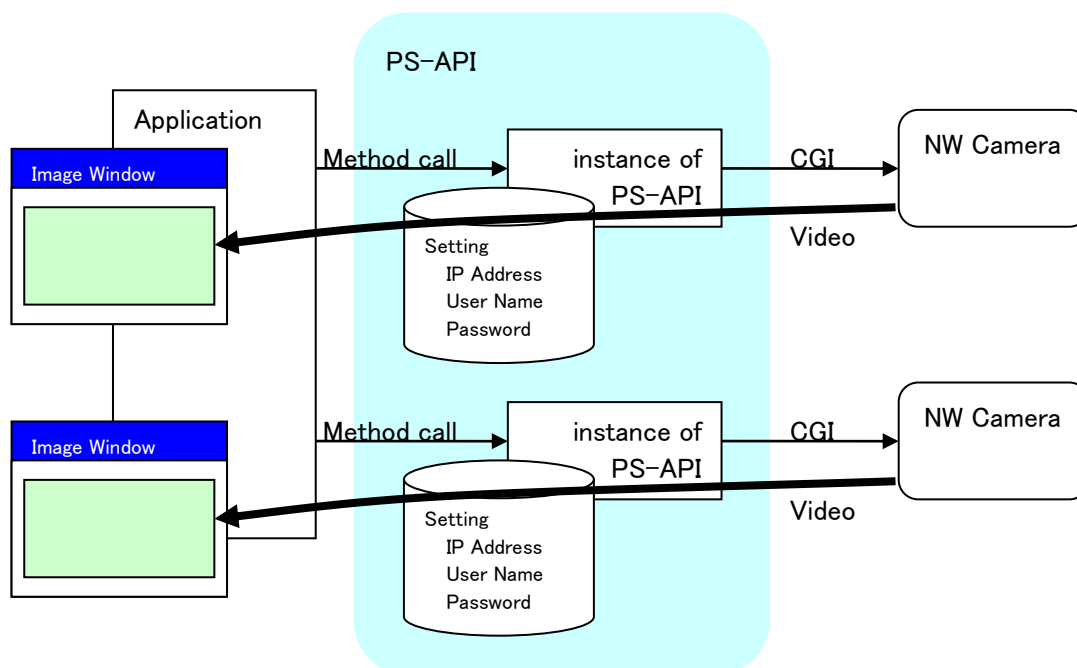 PS-API
Application
Image Window
Method call
instance of
PS-API
CGI
NW Camera
Video
Setting
IP Address
User Name
Password
Image Window
Method call
instance of
PS-API
CGI
NW Camera
Video
Setting
IP Address
User Name
Password